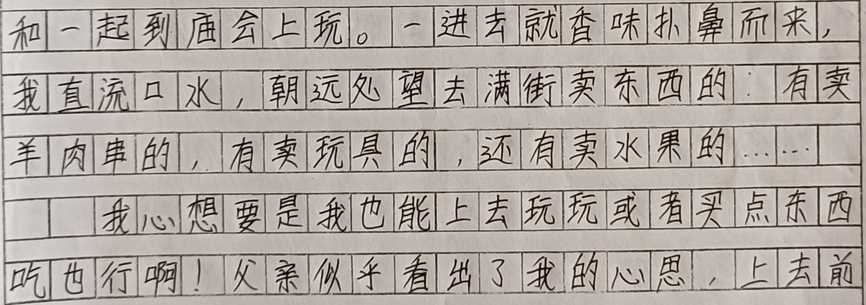 和一起到庙会上玩。一进去就香味扑鼻而来,
我直流口水,朝远处望去满街卖东西的:有卖
羊肉串的,有卖玩具的,还有卖水果的……
我心想要是我也能上去玩玩或者买点东西
吃也行啊!父亲似乎看出了我的心思,上去前